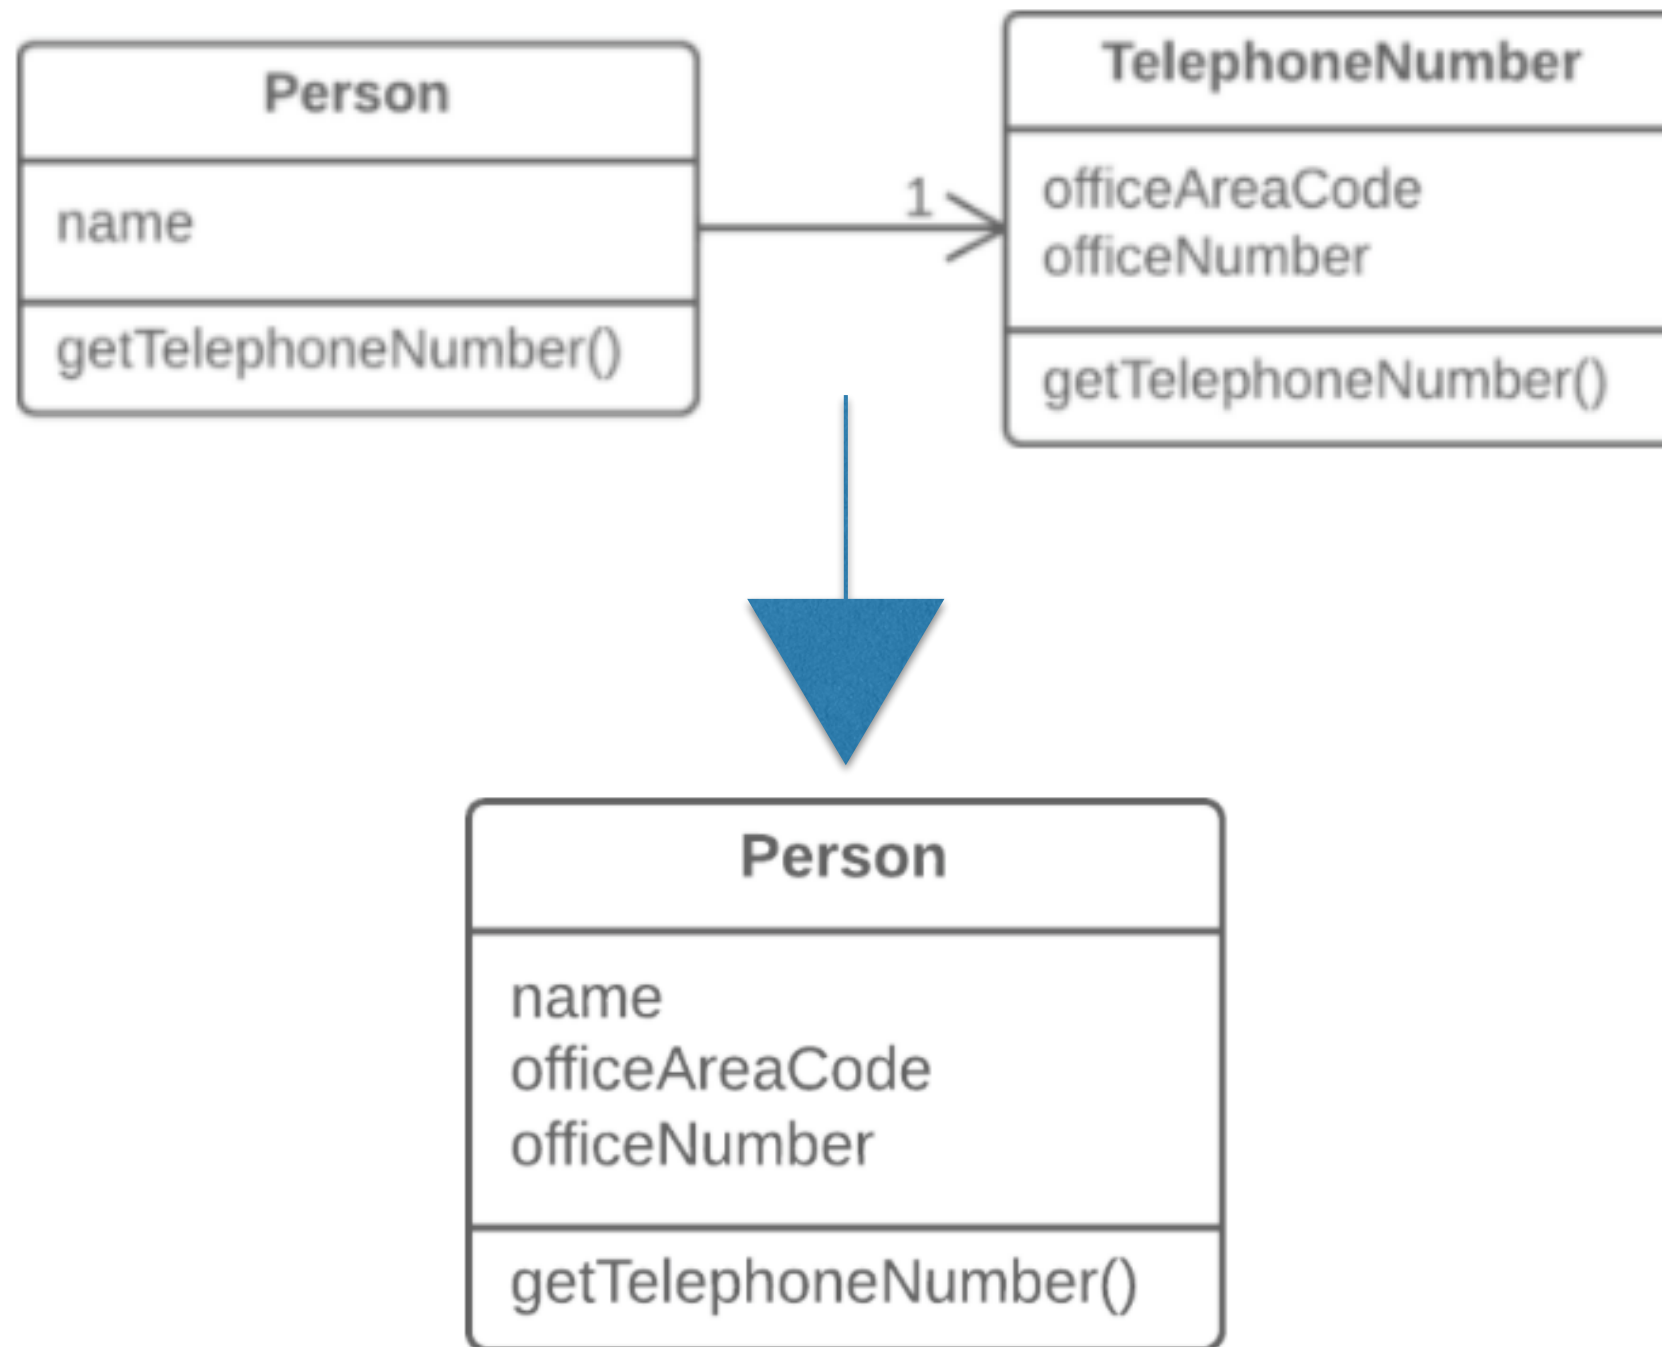 Person
name
getTelephoneNumber()
1
TelephoneNumber
officeAreaCode
officeNumber
getTelephoneNumber()
Person
name
officeAreaCode
officeNumber
getTelephoneNumber()